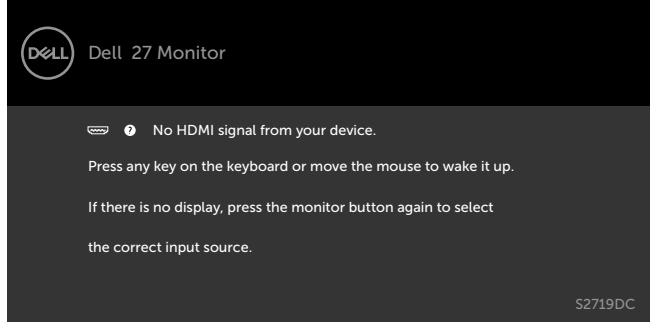 DELL
Dell 27 Monitor
? No HDMI signal from your device.
Press any key on the keyboard or move the mouse to wake it up.
If there is no display, press the monitor button again to select
the correct input source.
S2719DC